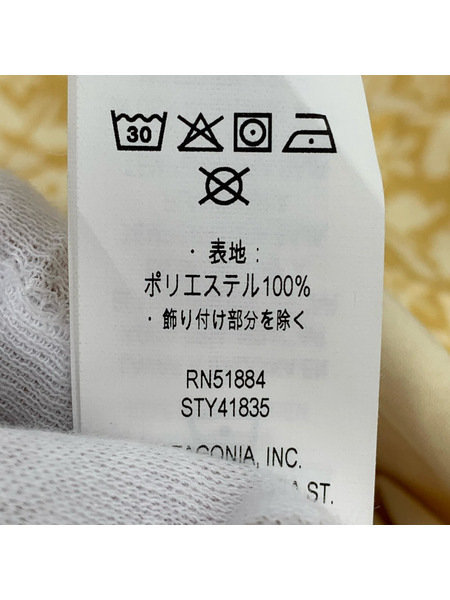 30
・表地：
ポリエステル100%
・飾り付け部分を除く
RN51884
STY41835
INC.
ST.